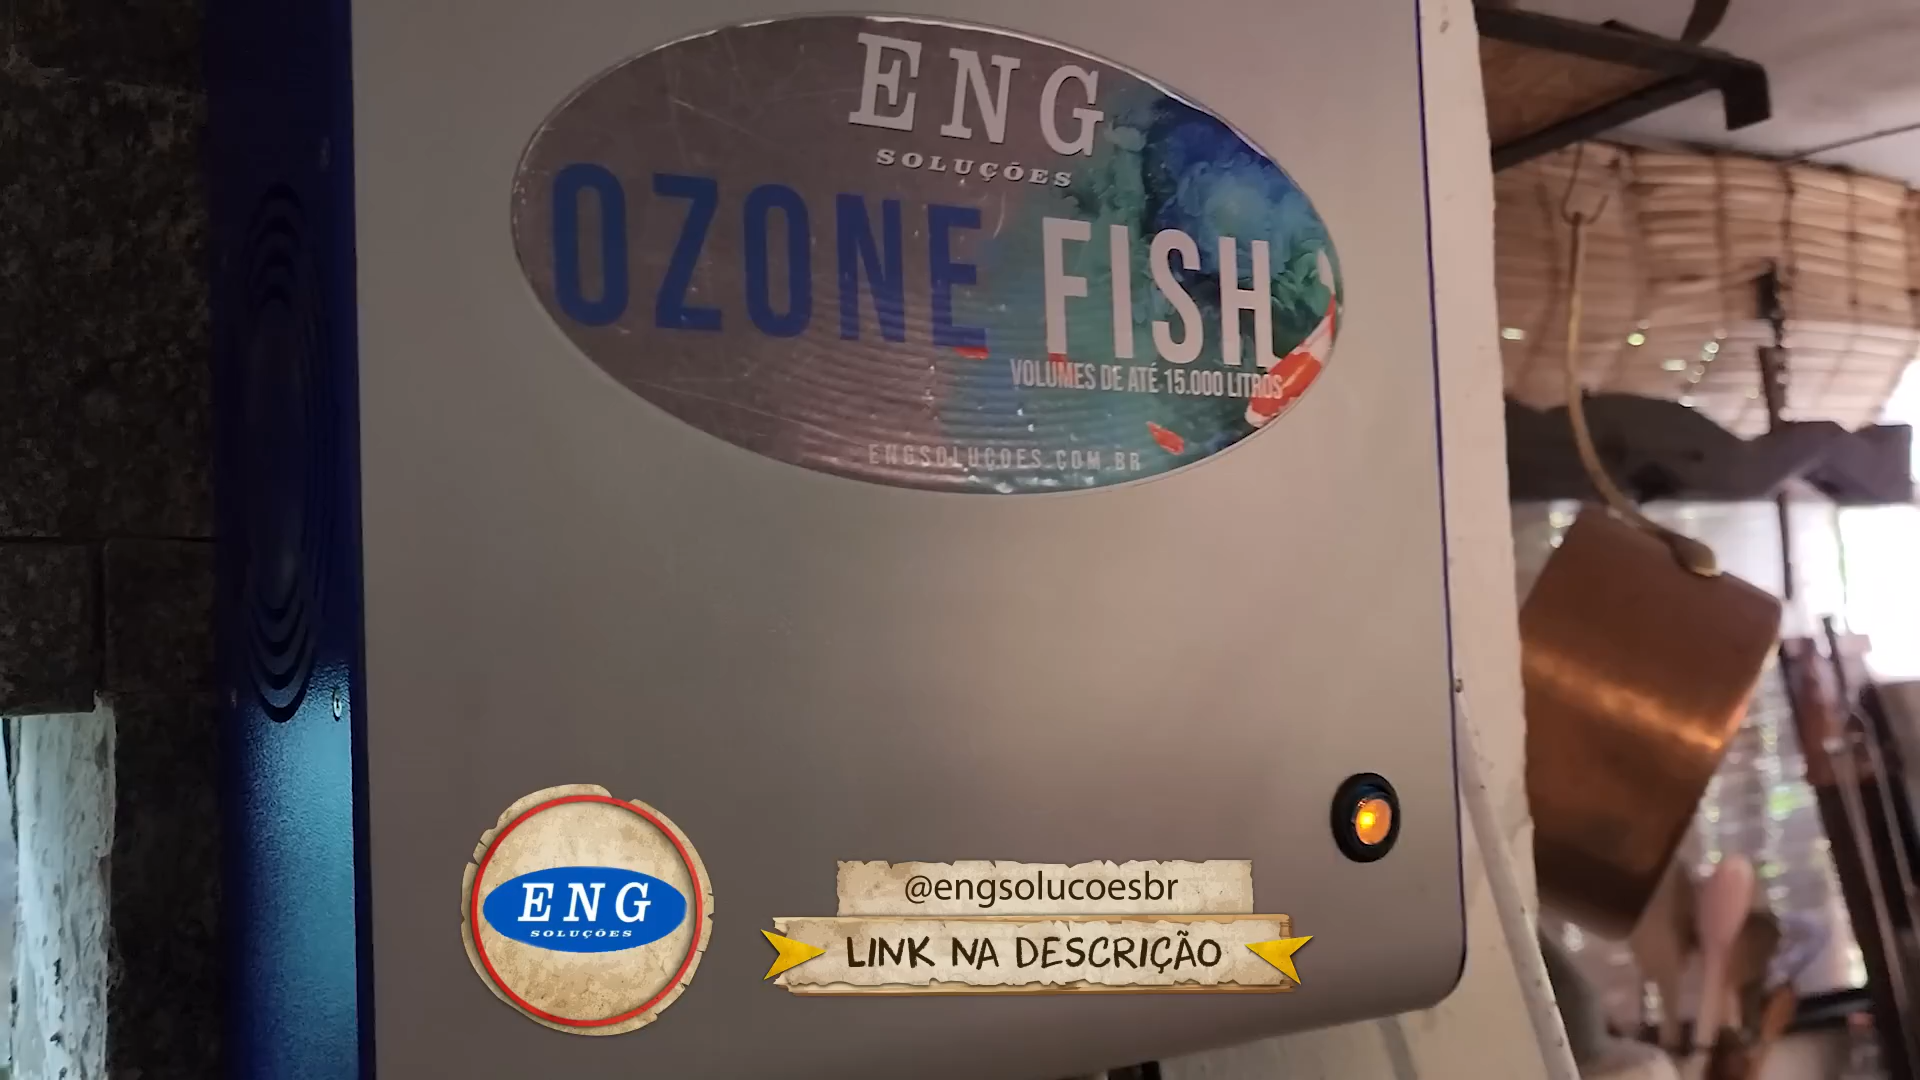 ENG
SOLUÇÕES
OZONE FISH
VOLUMES DE ATÉ 15.000 LITROS
ENGSOLUCOES.COM.BR
@engsolucoesbr
ENG
SOLUÇÕES
LINK NA DESCRIÇÃO